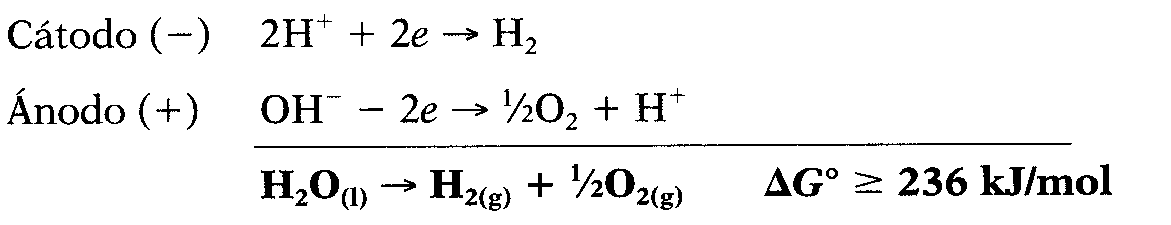 Cátodo (−) 2H⁺ + 2e → H₂
Ánodo (+) OH⁻ − 2e → ½O₂ + H⁺
H₂O₍ₗ₎ → H₂₍g₎ + ½O₂₍g₎ ΔG° ≥ 236 kJ/mol